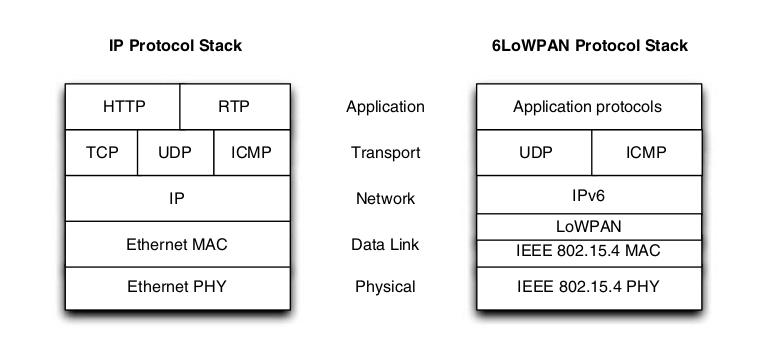 IP Protocol Stack 6LoWPAN Protocol Stack
HTTP RTP Application Application protocols
TCP UDP ICMP Transport UDP ICMP
IP Network IPv6
LoWPAN
Ethernet MAC Data Link IEEE 802.15.4 MAC
Ethernet PHY Physical IEEE 802.15.4 PHY